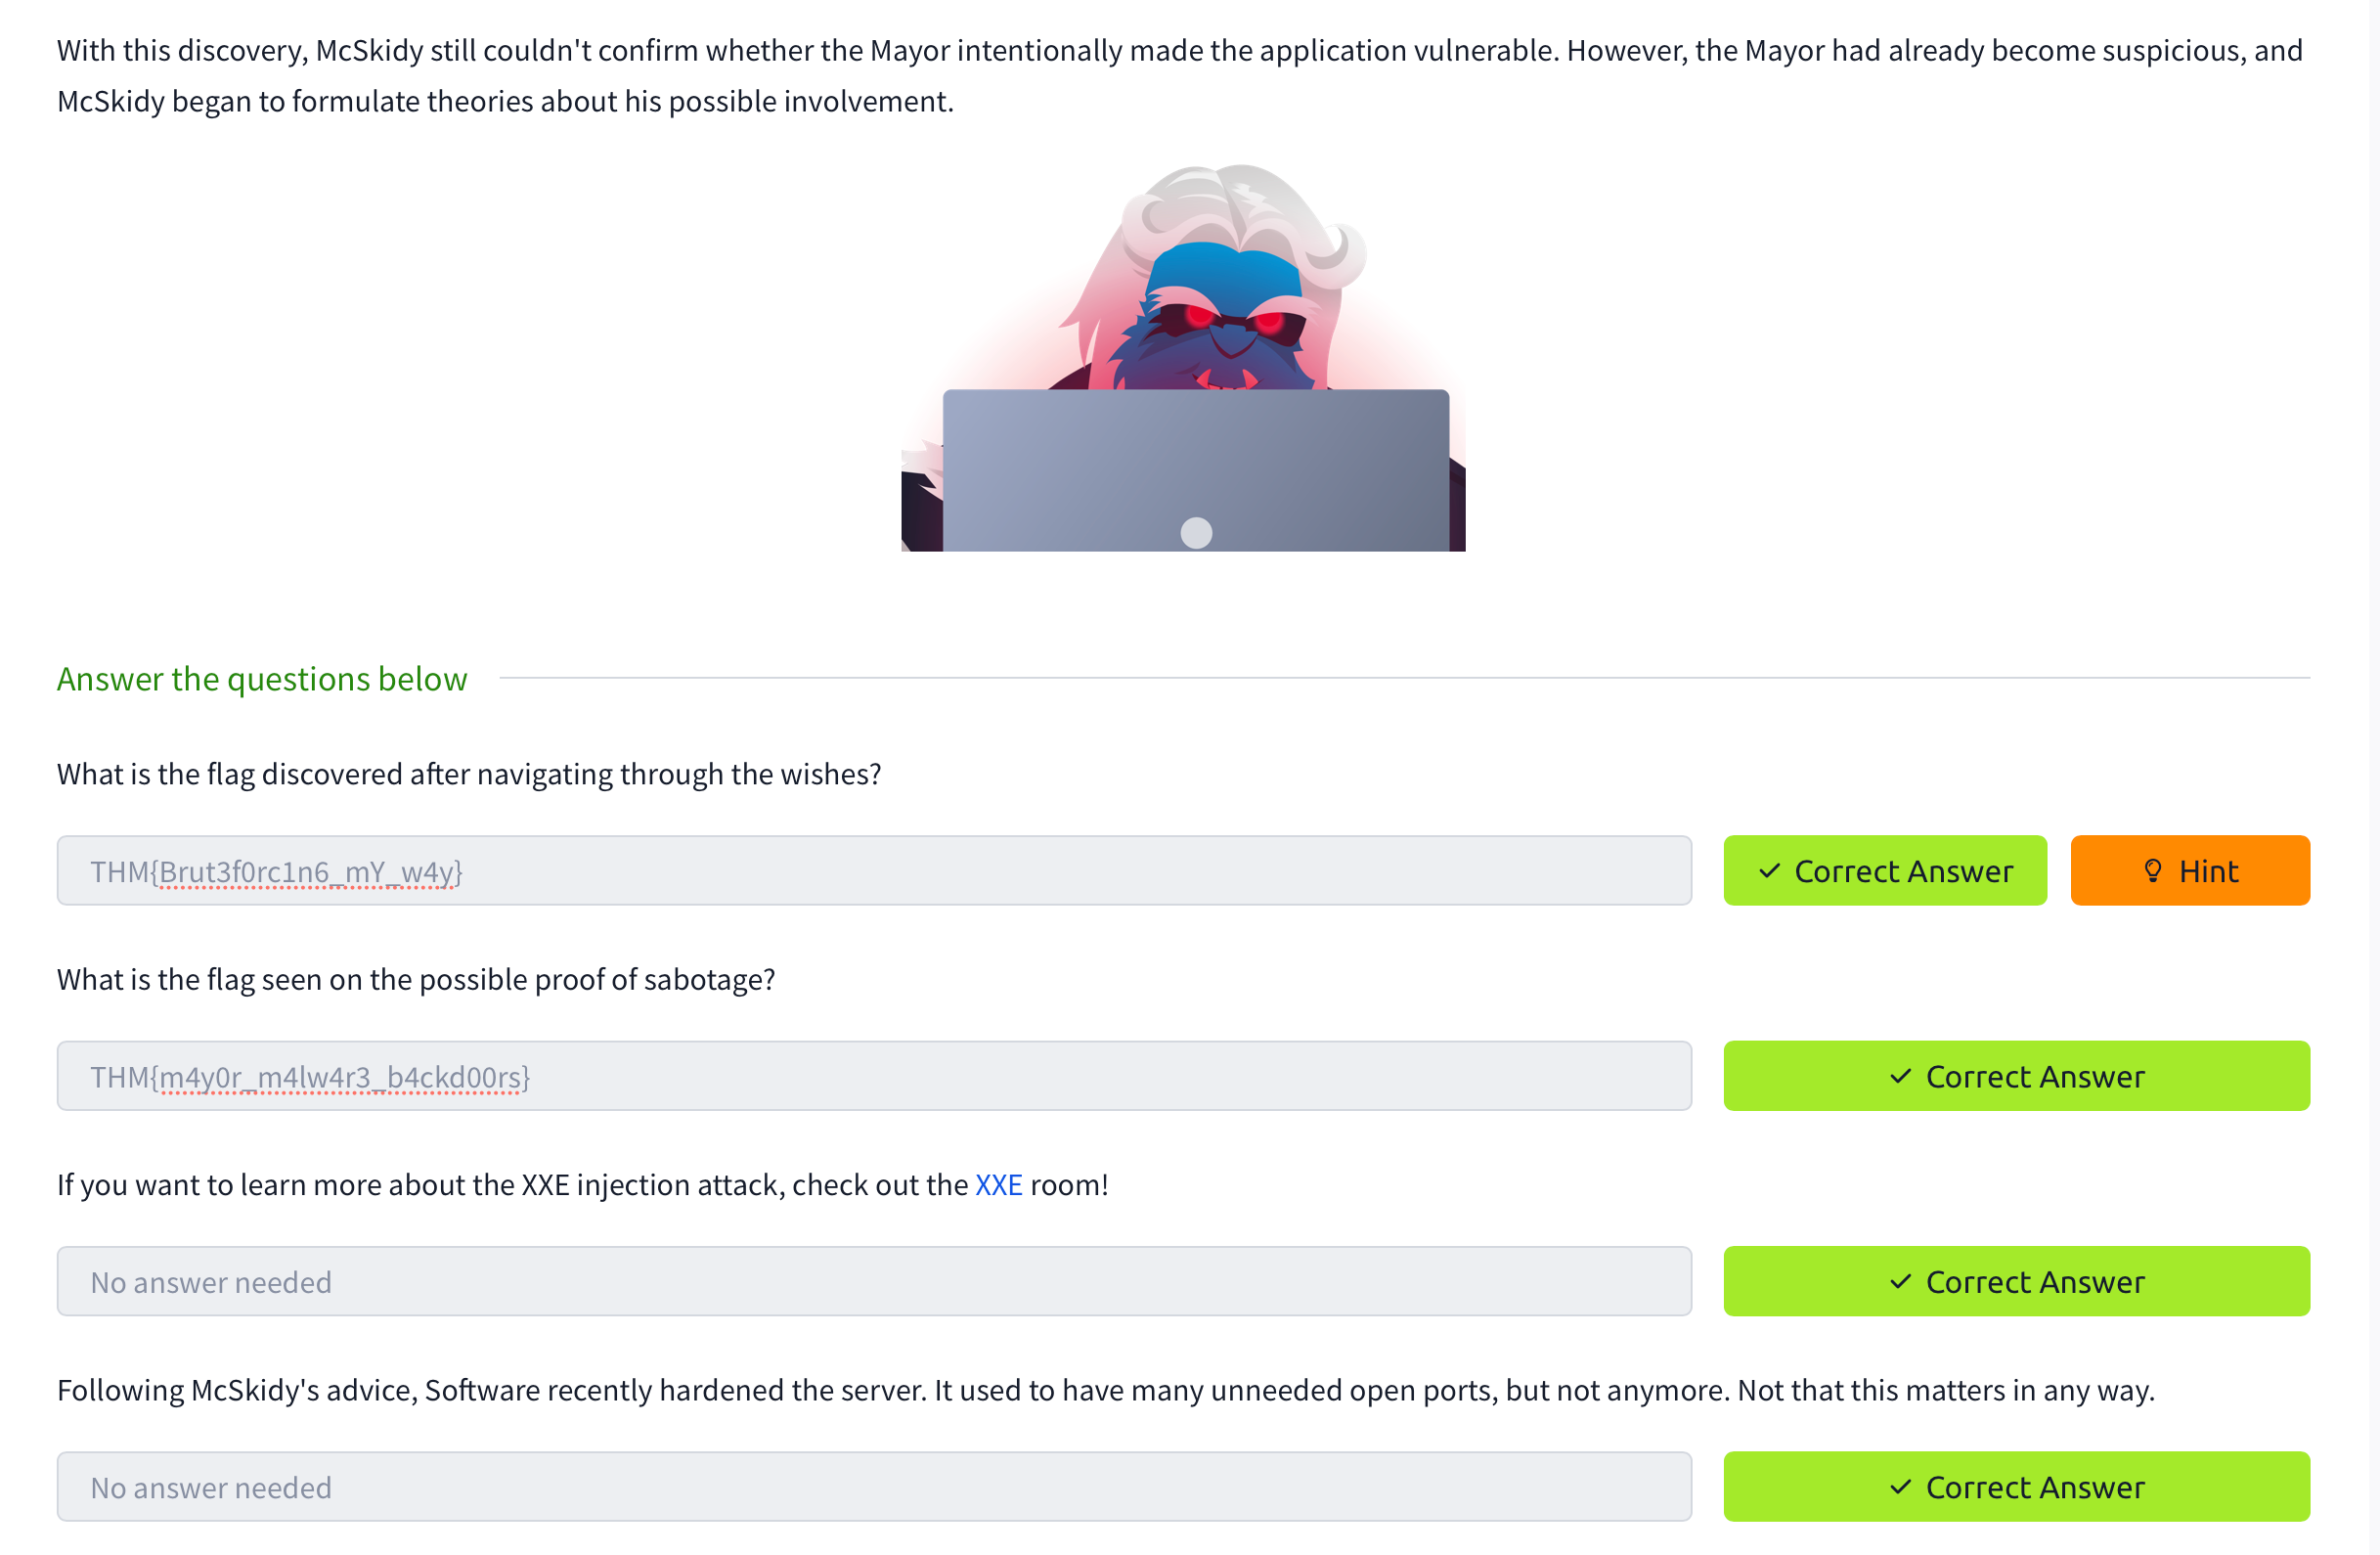 With this discovery, McSkidy still couldn't confirm whether the Mayor intentionally made the application vulnerable. However, the Mayor had already become suspicious, and
McSkidy began to formulate theories about his possible involvement.
Answer the questions below
What is the flag discovered after navigating through the wishes?
THM{Brut3f0rc1n6_mY_w4y}
Correct Answer
Hint
What is the flag seen on the possible proof of sabotage?
THM{m4y0r_m4lw4r3_b4ckd00rs}
Correct Answer
If you want to learn more about the XXE injection attack, check out the XXE room!
No answer needed
Correct Answer
Following McSkidy's advice, Software recently hardened the server. It used to have many unneeded open ports, but not anymore. Not that this matters in any way.
No answer needed
Correct Answer